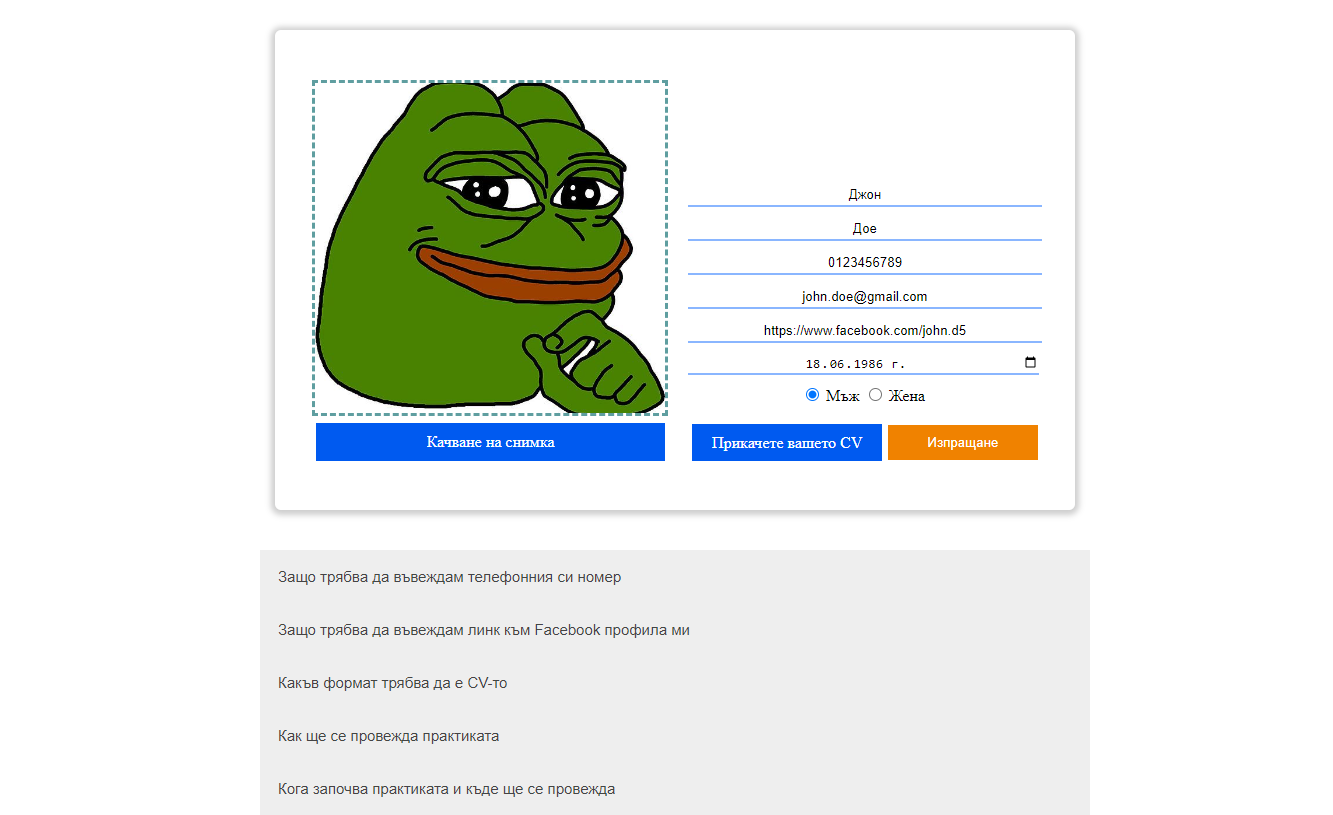 Джон
Дое
0123456789
john.doe@gmail.com
https://www.facebook.com/john.d5
18.06.1986 г.
Мъж Жена
Качване на снимка
Прикачете вашето CV
Изпращане
Защо трябва да въвеждам телефонния си номер
Защо трябва да въвеждам линк към Facebook профила ми
Какъв формат трябва да е CV-то
Как ще се провежда практиката
Кога започва практиката и къде ще се провежда